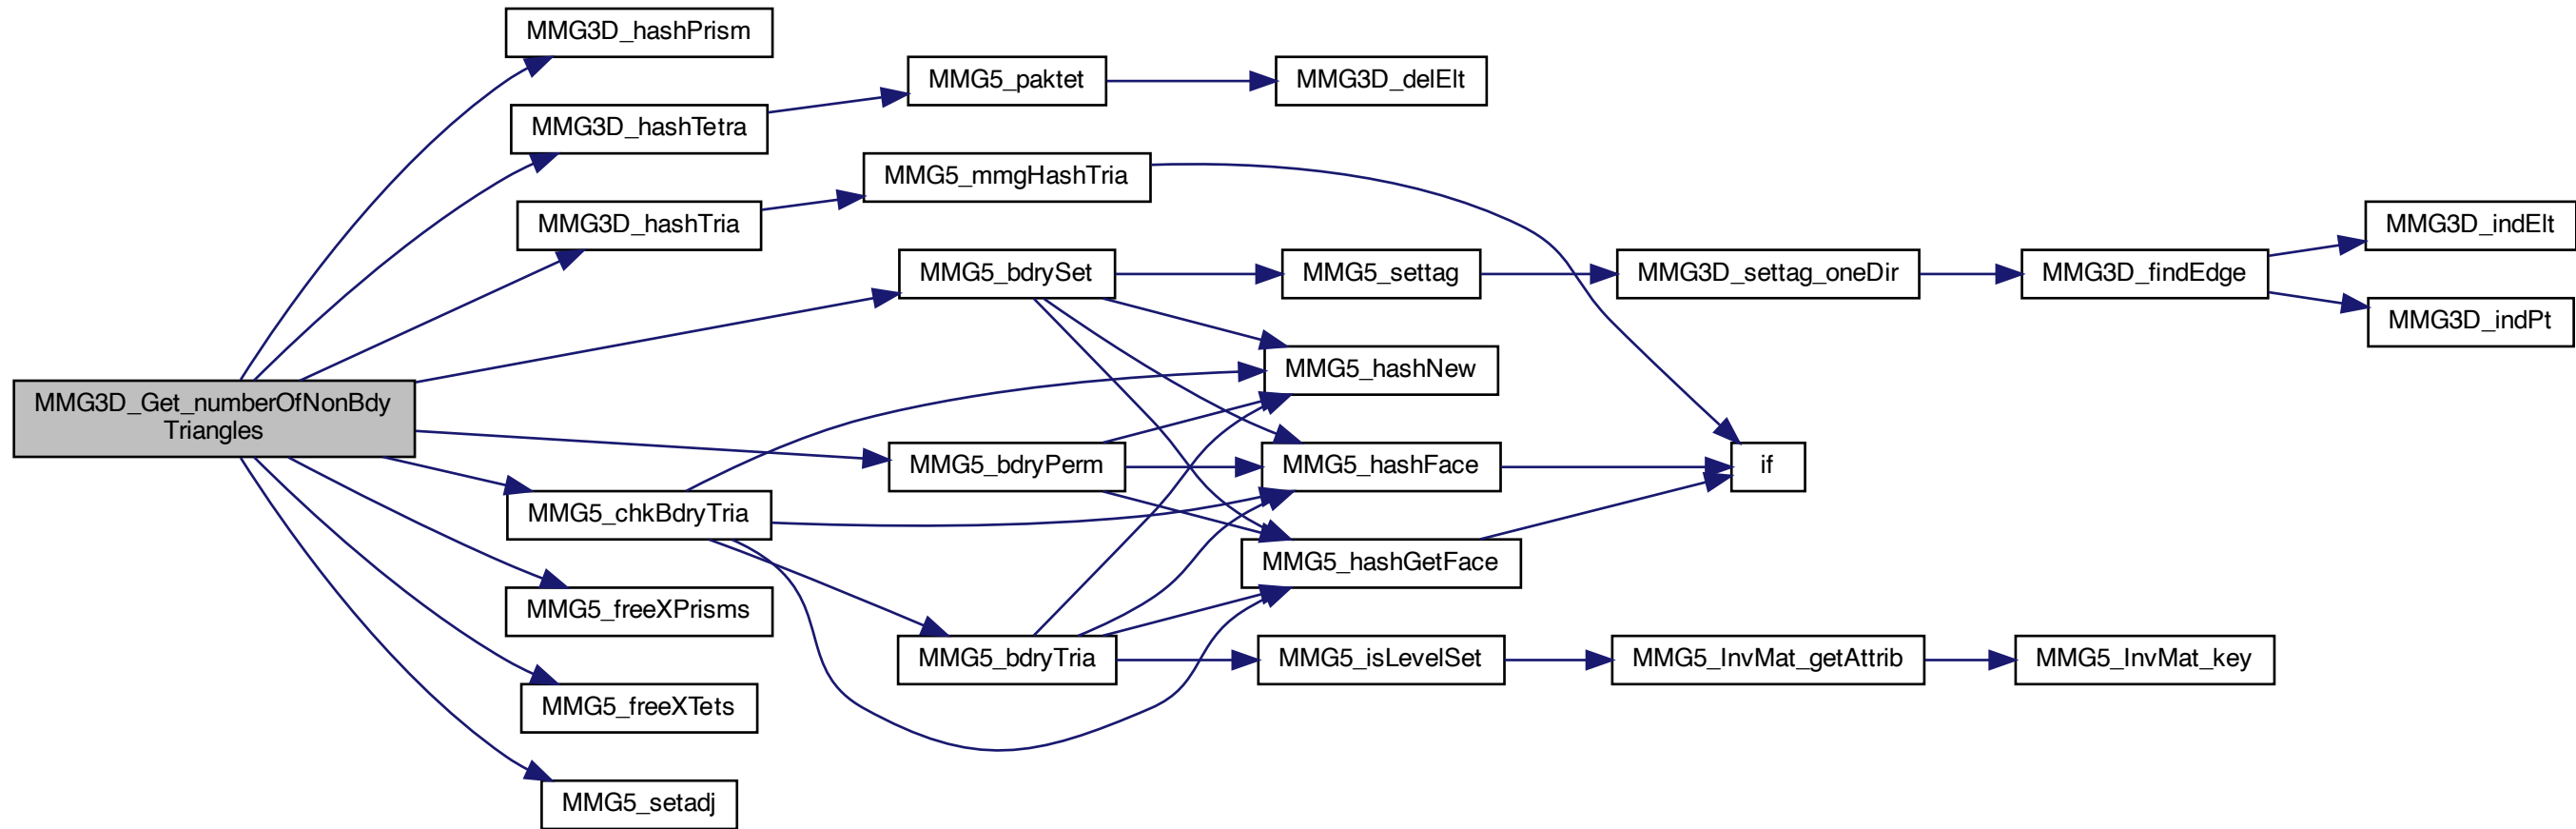 MMG3D_hashPrism
MMG5_paktet
MMG3D_delElt
MMG3D_hashTetra
MMG5_mmgHashTria
MMG3D_hashTria
MMG3D_indElt
MMG5_bdrySet
MMG5_settag
MMG3D_settag_oneDir
MMG3D_findEdge
MMG3D_indPt
MMG5_hashNew
MMG3D_Get_numberOfNonBdy
Triangles
MMG5_bdryPerm
MMG5_hashFace
if
MMG5_chkBdryTria
MMG5_hashGetFace
MMG5_freeXPrisms
MMG5_bdryTria
MMG5_isLevelSet
MMG5_InvMat_getAttrib
MMG5_InvMat_key
MMG5_freeXTets
MMG5_setadj